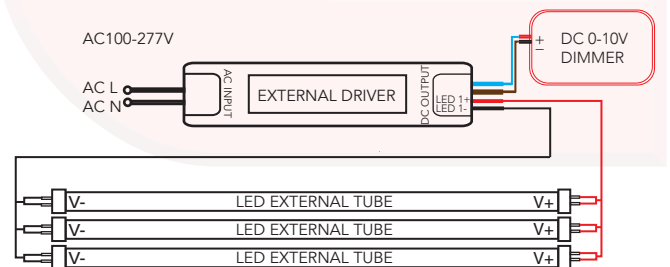 AC100-277V
AC L
AC N
AC INPUT
EXTERNAL DRIVER
DC OUTPUT
LED 1+
LED 1-
+
–
DC 0-10V
DIMMER
V- LED EXTERNAL TUBE V+
V- LED EXTERNAL TUBE V+
V- LED EXTERNAL TUBE V+